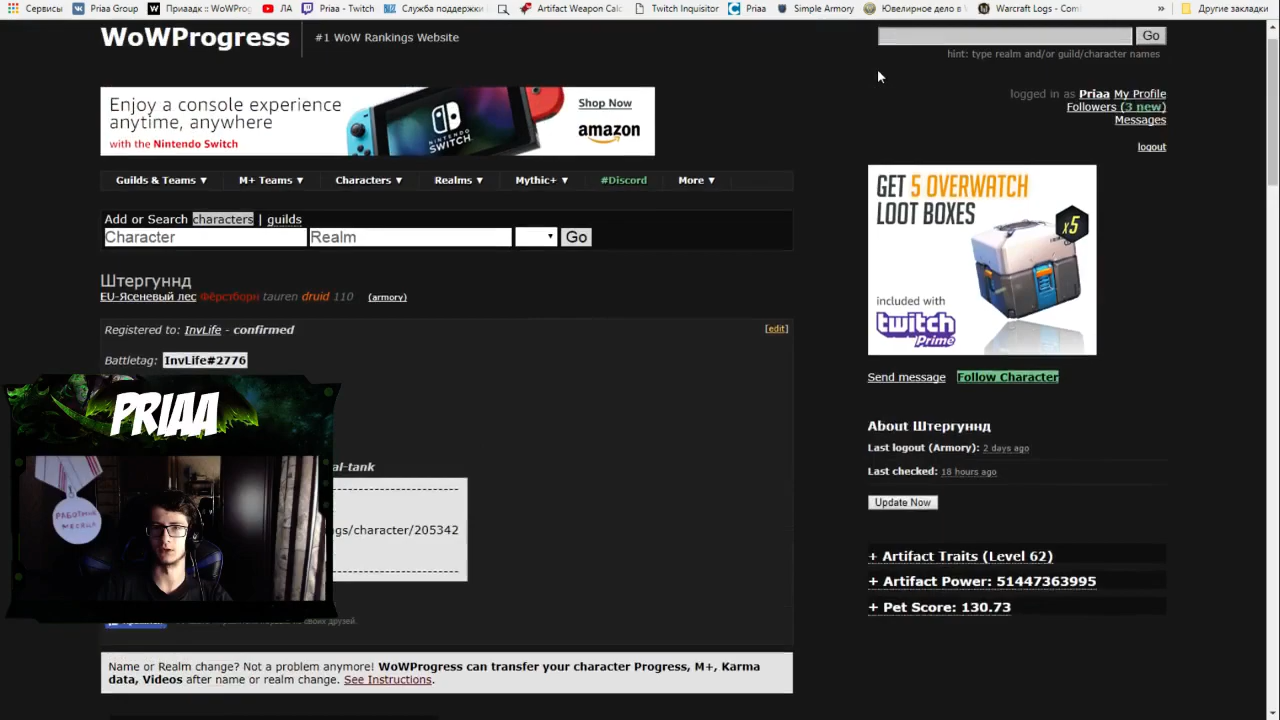 Сервисы Priaa Group Приаадк :: WoWProg ЛА Priaa - Twitch Служба поддержки Artifact Weapon Calc Twitch Inquisitor Priaa Simple Armory Ювелирное дело в Warcraft Logs - Com » Другие закладки
WoWProgress #1 WoW Rankings Website
Go
hint: type realm and/or guild/character names
logged in as Priaa My Profile
Followers (3 new)
Messages
logout
Enjoy a console experience
anytime, anywhere
with the Nintendo Switch
NINTENDO
SWITCH
Shop Now
amazon
Guilds & Teams ▼ M+ Teams ▼ Characters ▼ Realms ▼ Mythic+ ▼ #Discord More ▼
Add or Search characters | guilds
Character Realm Go
GET 5 OVERWATCH
LOOT BOXES
x5
included with
twitch
Prime
Штергуннд
EU-Ясеневый лес Фёрстборн tauren druid 110 (armory)
Registered to: InvLife - confirmed [edit]
Battletag: InvLife#2776
Send message Follow Character
About Штергуннд
Last logout (Armory): 2 days ago
Last checked: 18 hours ago
Update Now
+ Artifact Traits (Level 62)
+ Artifact Power: 51447363995
+ Pet Score: 130.73
PRIAA
al-tank
gs/character/205342
Name or Realm change? Not a problem anymore! WoWProgress can transfer your character Progress, M+, Karma
data, Videos after name or realm change. See Instructions.